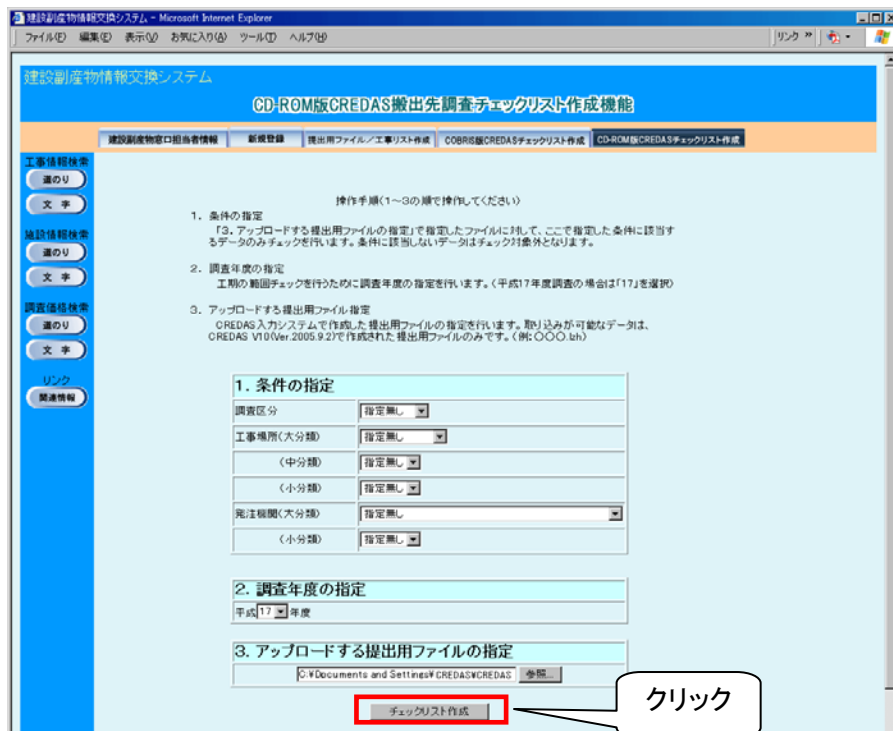 建設副産物情報交換システム - Microsoft Internet Explorer
ファイル(F) 編集(E) 表示(V) お気に入り(A) ツール(T) ヘルプ(H)
リンク »
建設副産物情報交換システム
CD-ROM版CREDAS搬出先調査チェックリスト作成機能
建設副産物窓口担当者情報 新規登録 提出用ファイル/工事リスト作成 COBRIS版CREDASチェックリスト作成 CD-ROM版CREDASチェックリスト作成
工事情報検索
道のり
文 字
施設情報検索
道のり
文 字
調査価格検索
道のり
文 字
リンク
関連情報
操作手順(1~3の順で操作してください)
1. 条件の指定
「3. アップロードする提出用ファイルの指定」で指定したファイルに対して、ここで指定した条件に該当す
るデータのみチェックを行います。条件に該当しないデータはチェック対象外となります。
2. 調査年度の指定
工期の範囲チェックを行うために調査年度の指定を行います。(平成17年度調査の場合は「17」を選択)
3. アップロードする提出用ファイル指定
CREDAS入力システムで作成した提出用ファイルの指定を行います。取り込みが可能なデータは、
CREDAS V10(Ver.2005.9.2)で作成された提出用ファイルのみです。(例:○○○.lzh)
1. 条件の指定
調査区分 指定無し
工事場所(大分類) 指定無し
(中分類) 指定無し
(小分類) 指定無し
発注機関(大分類) 指定無し
(小分類) 指定無し
2. 調査年度の指定
平成 17 年度
3. アップロードする提出用ファイルの指定
C:¥Documents and Settings¥CREDAS¥CREDAS 参照...
チェックリスト作成
クリック